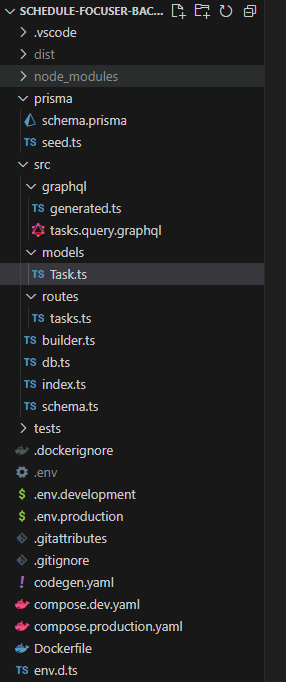 SCHEDULE-FOCUSER-BAC...
.vscode
dist
node_modules
prisma
schema.prisma
TS seed.ts
src
graphql
TS generated.ts
tasks.query.graphql
models
TS Task.ts
routes
TS tasks.ts
TS builder.ts
TS db.ts
TS index.ts
TS schema.ts
tests
.dockerignore
.env
$ .env.development
$ .env.production
.gitattributes
.gitignore
! codegen.yaml
compose.dev.yaml
compose.production.yaml
Dockerfile
TS env.d.ts